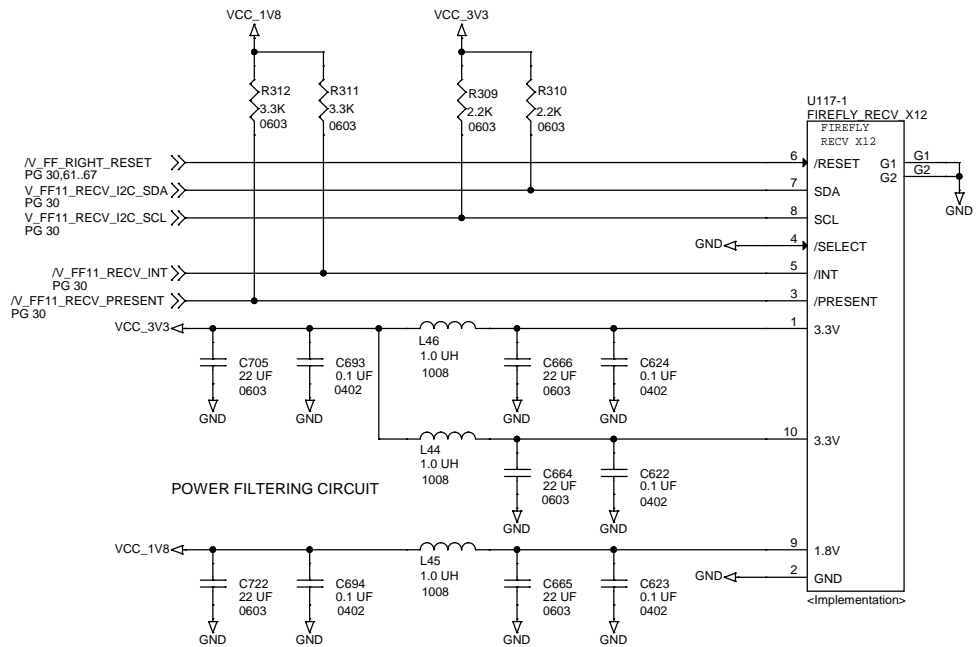 VCC_1V8
VCC_3V3
R312
3.3K
0603
R311
3.3K
0603
R309
2.2K
0603
R310
2.2K
0603
U117-1
FIREFLY_RECV_X12
FIREFLY
RECV X12
/V_FF_RIGHT_RESET
PG 30,61..67
6
/RESET
G1
G1
G2
G2
GND
V_FF11_RECV_I2C_SDA
PG 30
7
SDA
V_FF11_RECV_I2C_SCL
PG 30
8
SCL
GND
4
/SELECT
/V_FF11_RECV_INT
PG 30
5
/INT
/V_FF11_RECV_PRESENT
PG 30
3
/PRESENT
VCC_3V3
1
3.3V
L46
1.0 UH
1008
C705
22 UF
0603
GND
C693
0.1 UF
0402
GND
C666
22 UF
0603
GND
C624
0.1 UF
0402
GND
10
3.3V
L44
1.0 UH
1008
C664
22 UF
0603
GND
C622
0.1 UF
0402
GND
POWER FILTERING CIRCUIT
VCC_1V8
9
1.8V
L45
1.0 UH
1008
GND
2
GND
C722
22 UF
0603
GND
C694
0.1 UF
0402
GND
C665
22 UF
0603
GND
C623
0.1 UF
0402
GND
<Implementation>